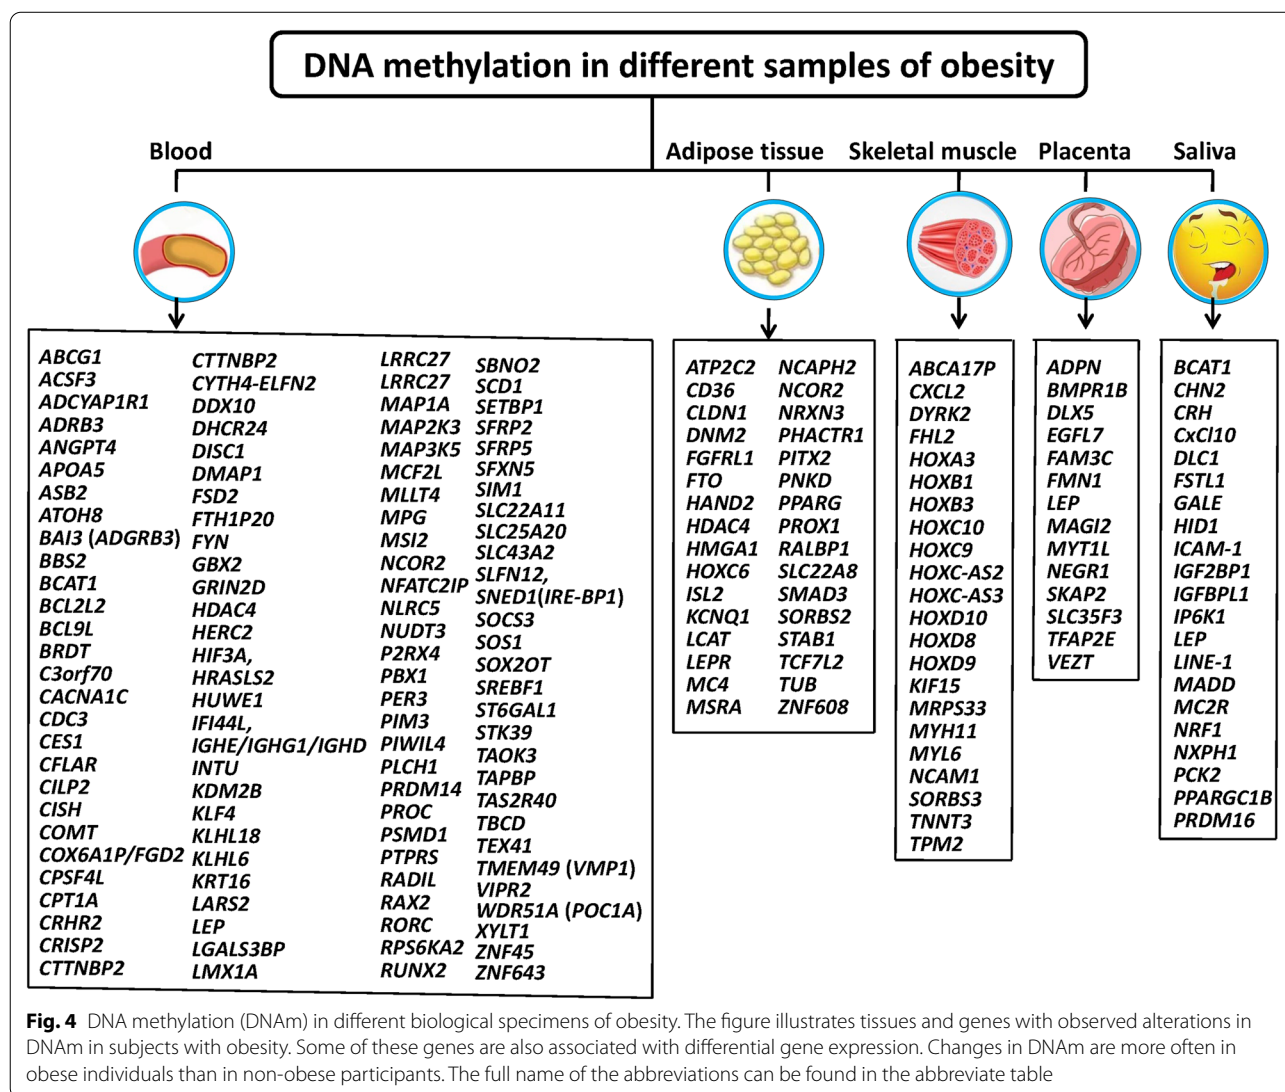 DNA methylation in different samples of obesity
Blood
Adipose tissue
Skeletal muscle
Placenta
Saliva
ABCG1
ACSF3
ADCYAP1R1
ADRB3
ANGPT4
APOA5
ASB2
ATOH8
BAI3 (ADGRB3)
BBS2
BCAT1
BCL2L2
BCL9L
BRDT
C3orf70
CACNA1C
CDC3
CES1
CFLAR
CILP2
CISH
COMT
COX6A1P/FGD2
CPSF4L
CPT1A
CRHR2
CRISP2
CTTNBP2
CTTNBP2
CYTH4-ELFN2
DDX10
DHCR24
DISC1
DMAP1
FSD2
FTH1P20
FYN
GBX2
GRIN2D
HDAC4
HERC2
HIF3A,
HRASLS2
HUWE1
IFI44L,
IGHE/IGHG1/IGHD
INTU
KDM2B
KLF4
KLHL18
KLHL6
KRT16
LARS2
LEP
LGALS3BP
LMX1A
LRRC27
LRRC27
MAP1A
MAP2K3
MAP3K5
MCF2L
MLLT4
MPG
MSI2
NCOR2
NFATC2IP
NLRC5
NUDT3
P2RX4
PBX1
PER3
PIM3
PIWIL4
PLCH1
PRDM14
PROC
PSMD1
PTPRS
RADIL
RAX2
RORC
RPS6KA2
RUNX2
SBNO2
SCD1
SETBP1
SFRP2
SFRP5
SFXN5
SIM1
SLC22A11
SLC25A20
SLC43A2
SLFN12,
SNED1(IRE-BP1)
SOCS3
SOS1
SOX2OT
SREBF1
ST6GAL1
STK39
TAOK3
TAPBP
TAS2R40
TBCD
TEX41
TMEM49 (VMP1)
VIPR2
WDR51A (POC1A)
XYLT1
ZNF45
ZNF643
ATP2C2
CD36
CLDN1
DNM2
FGFRL1
FTO
HAND2
HDAC4
HMGA1
HOXC6
ISL2
KCNQ1
LCAT
LEPR
MC4
MSRA
NCAPH2
NCOR2
NRXN3
PHACTR1
PITX2
PNKD
PPARG
PROX1
RALBP1
SLC22A8
SMAD3
SORBS2
STAB1
TCF7L2
TUB
ZNF608
ABCA17P
CXCL2
DYRK2
FHL2
HOXA3
HOXB1
HOXB3
HOXC10
HOXC9
HOXC-AS2
HOXC-AS3
HOXD10
HOXD8
HOXD9
KIF15
MRPS33
MYH11
MYL6
NCAM1
SORBS3
TNNT3
TPM2
ADPN
BMPR1B
DLX5
EGFL7
FAM3C
FMN1
LEP
MAGI2
MYT1L
NEGR1
SKAP2
SLC35F3
TFAP2E
VEZT
BCAT1
CHN2
CRH
CxCl10
DLC1
FSTL1
GALE
HID1
ICAM-1
IGF2BP1
IGFBPL1
IP6K1
LEP
LINE-1
MADD
MC2R
NRF1
NXPH1
PCK2
PPARGC1B
PRDM16
Fig. 4 DNA methylation (DNAm) in different biological specimens of obesity. The figure illustrates tissues and genes with observed alterations in
DNAm in subjects with obesity. Some of these genes are also associated with differential gene expression. Changes in DNAm are more often in
obese individuals than in non-obese participants. The full name of the abbreviations can be found in the abbreviate table